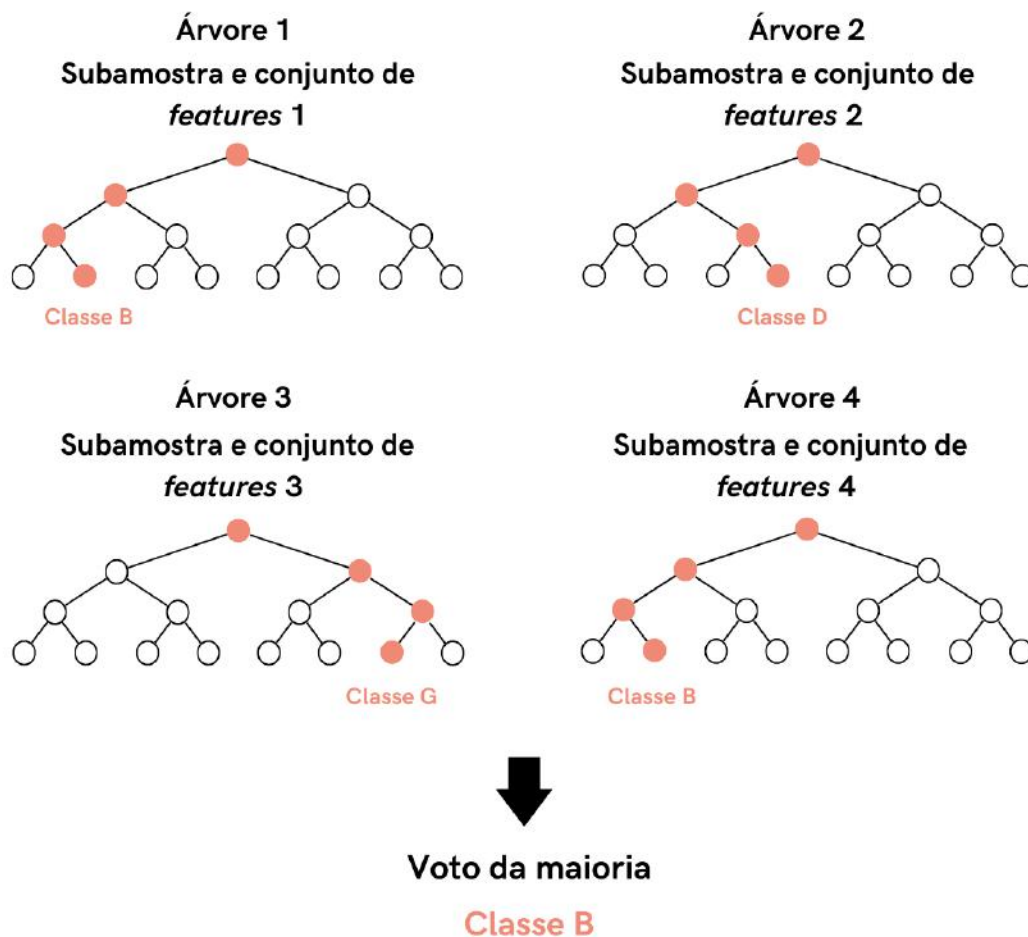 Árvore 1
Subamostra e conjunto de
features 1
Classe B
Árvore 2
Subamostra e conjunto de
features 2
Classe D
Árvore 3
Subamostra e conjunto de
features 3
Classe G
Árvore 4
Subamostra e conjunto de
features 4
Classe B
Voto da maioria
Classe B